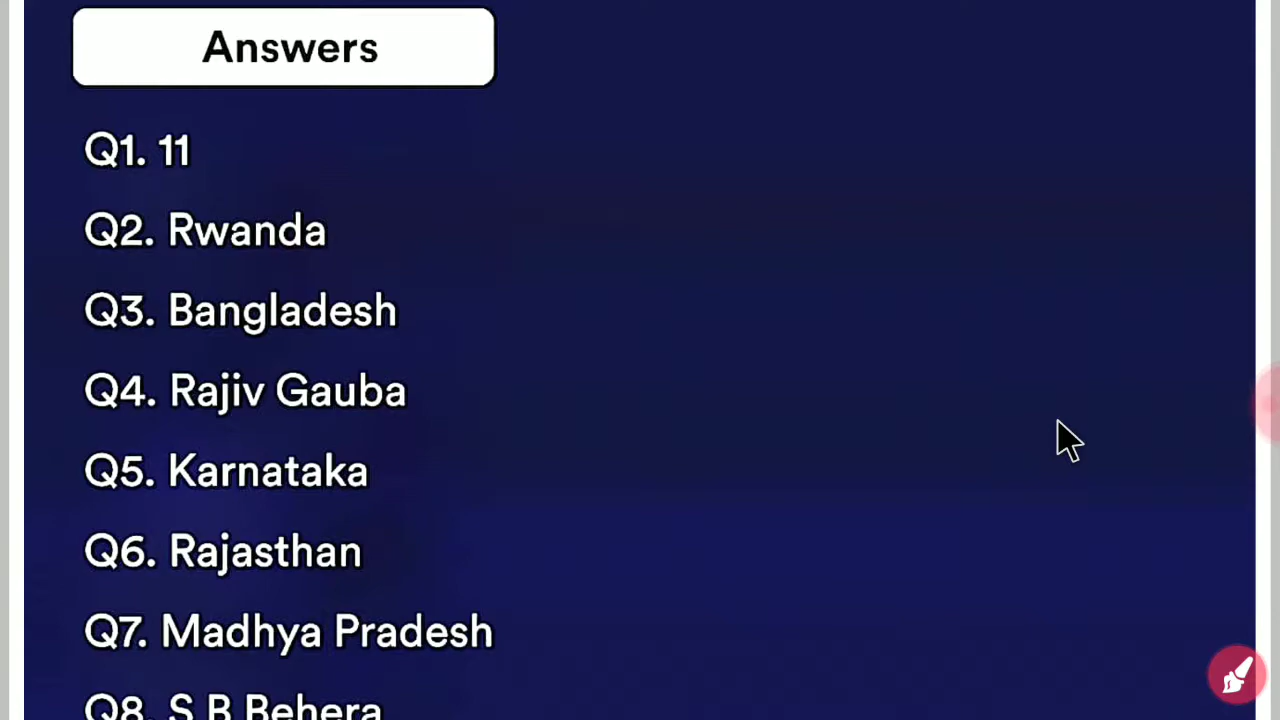 Answers
Q1. 11
Q2. Rwanda
Q3. Bangladesh
Q4. Rajiv Gauba
Q5. Karnataka
Q6. Rajasthan
Q7. Madhya Pradesh
Q8. S B Behera